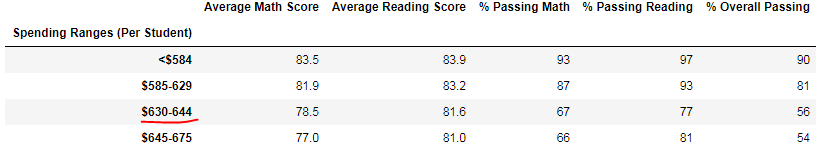 Average Math Score Average Reading Score % Passing Math % Passing Reading % Overall Passing
Spending Ranges (Per Student)
<$584 83.5 83.9 93 97 90
$585-629 81.9 83.2 87 93 81
$630-644 78.5 81.6 67 77 56
$645-675 77.0 81.0 66 81 54